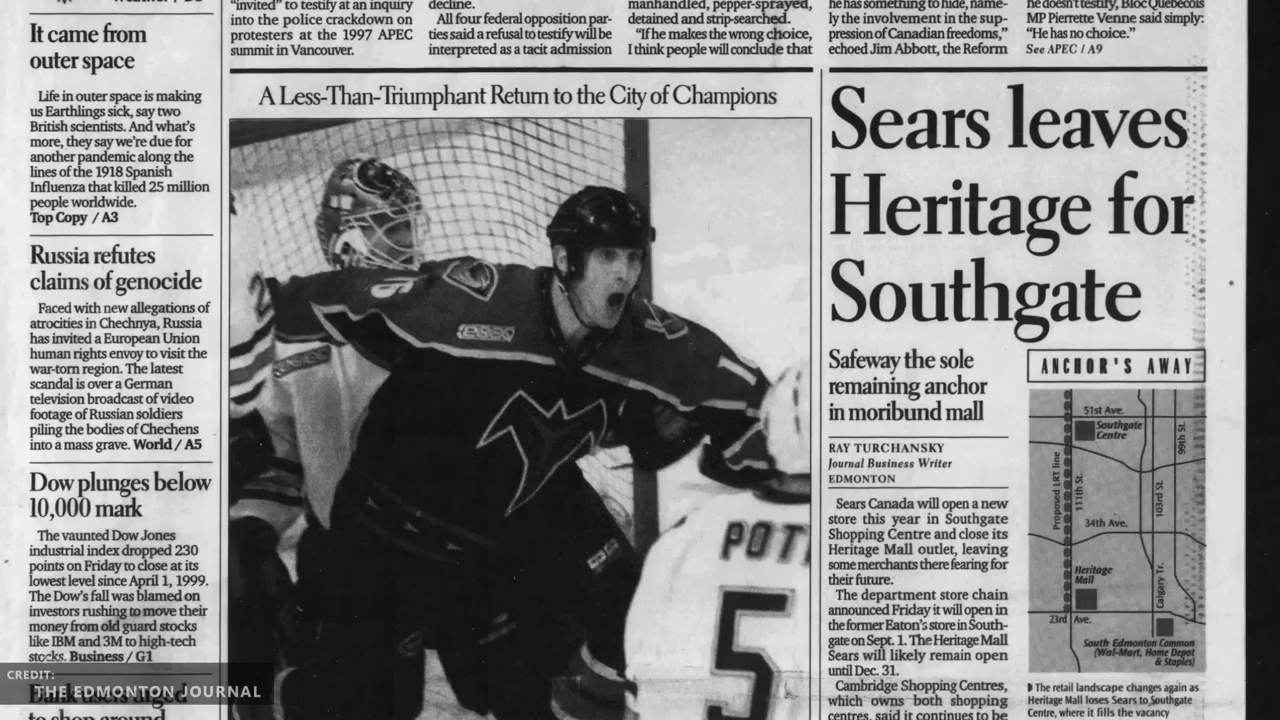 It came from
outer space
Life in outer space is making
us Earthlings sick, say two
British scientists. And what's
more, they say we're due for
another pandemic along the
lines of the 1918 Spanish
Influenza that killed 25 million
people worldwide.
Top Copy / A3
Russia refutes
claims of genocide
Faced with new allegations of
atrocities in Chechnya, Russia
has invited a European Union
human rights envoy to visit the
war-torn region. The latest
scandal is over a German
television broadcast of video
footage of Russian soldiers
piling the bodies of Chechens
into a mass grave. World / A5
Dow plunges below
10,000 mark
The vaunted Dow Jones
industrial index dropped 230
points on Friday to close at its
lowest level since April 1, 1999.
The Dow's fall was blamed on
investors rushing to move their
money from old guard stocks
like IBM and 3M to high-tech
stocks. Business / G1
Bank users urged
to shop around
"invited" to testify at an inquiry
into the police crackdown on
protesters at the 1997 APEC
summit in Vancouver.
decline.
All four federal opposition par-
ties said a refusal to testify will be
interpreted as a tacit admission
manhandled, pepper-sprayed,
detained and strip-searched.
"If he makes the wrong choice,
I think people will conclude that
he has something to hide, name-
ly the involvement in the sup-
pression of Canadian freedoms,"
echoed Jim Abbott, the Reform
he doesn't testify, Bloc Québécois
MP Pierrette Venne said simply:
"He has no choice."
See APEC / A9
A Less-Than-Triumphant Return to the City of Champions
2000
POTI
5
Sears leaves
Heritage for
Southgate
Safeway the sole
remaining anchor
in moribund mall
RAY TURCHANSKY
Journal Business Writer
EDMONTON
Sears Canada will open a new
store this year in Southgate
Shopping Centre and close its
Heritage Mall outlet, leaving
some merchants there fearing for
their future.
The department store chain
announced Friday it will open in
the former Eaton's store in South-
gate on Sept. 1. The Heritage Mall
Sears will likely remain open
until Dec. 31.
Cambridge Shopping Centres,
which owns both shopping
centres, said it continues to be
ANCHOR'S AWAY
51st Ave.
Southgate
Centre
99th St.
Proposed LRT line
111th St.
103rd St.
34th Ave.
Heritage
Mall
Calgary Tr.
23rd Ave.
South Edmonton Common
(Wal-Mart, Home Depot
& Staples)
The retail landscape changes again as
Heritage Mall loses Sears to Southgate
Centre, where it fills the vacancy
CREDIT:
THE EDMONTON JOURNAL